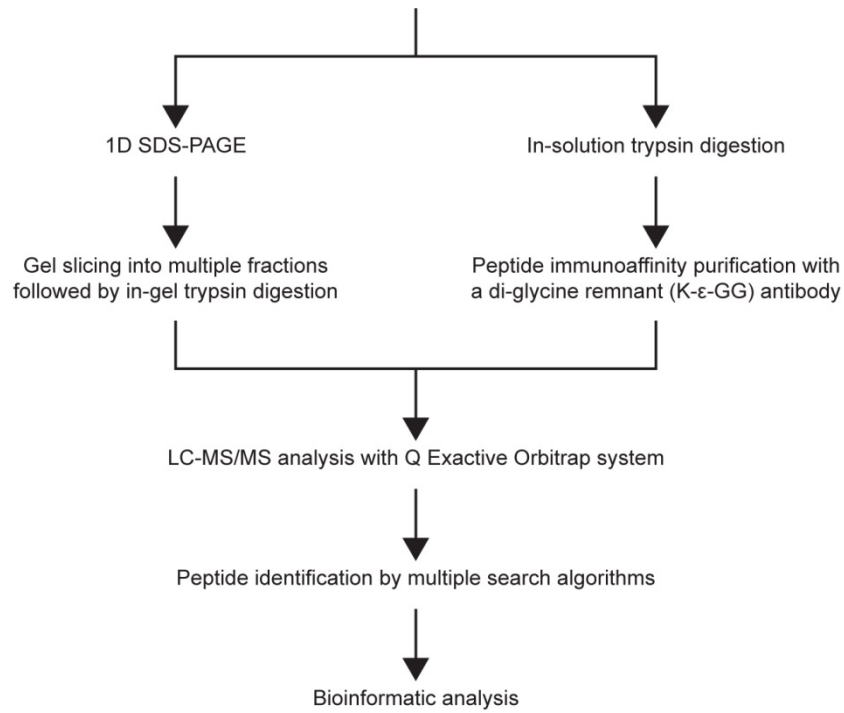 1D SDS-PAGE
In-solution trypsin digestion
Gel slicing into multiple fractions
followed by in-gel trypsin digestion
Peptide immunoaffinity purification with
a di-glycine remnant (K-ε-GG) antibody
LC-MS/MS analysis with Q Exactive Orbitrap system
Peptide identification by multiple search algorithms
Bioinformatic analysis